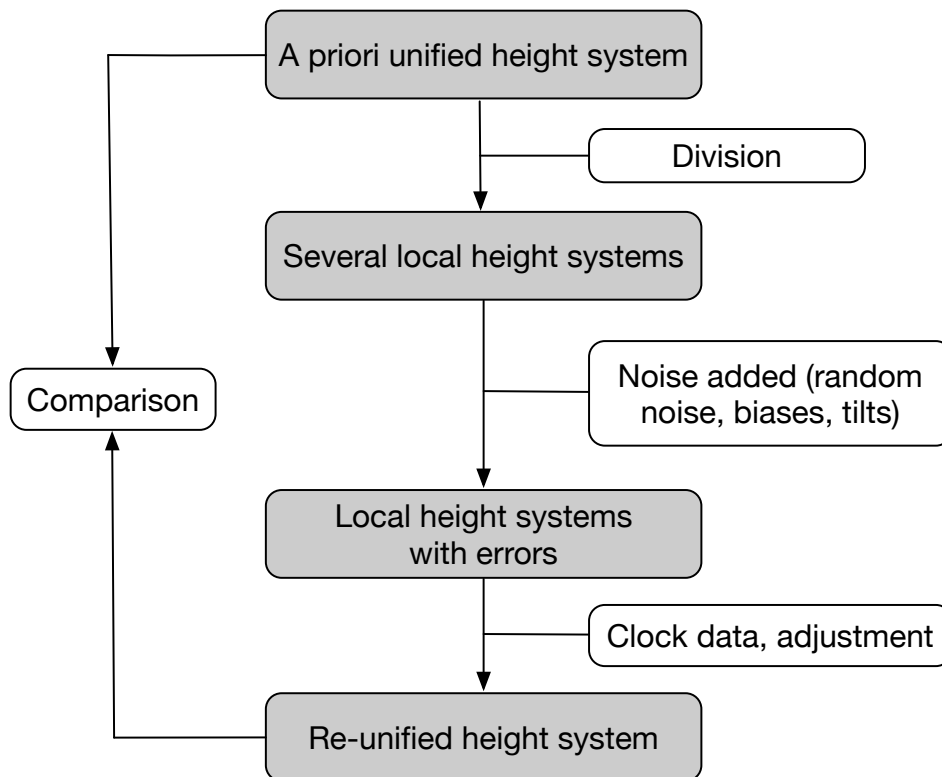 A priori unified height system
Division
Several local height systems
Noise added (random
noise, biases, tilts)
Comparison
Local height systems
with errors
Clock data, adjustment
Re-unified height system